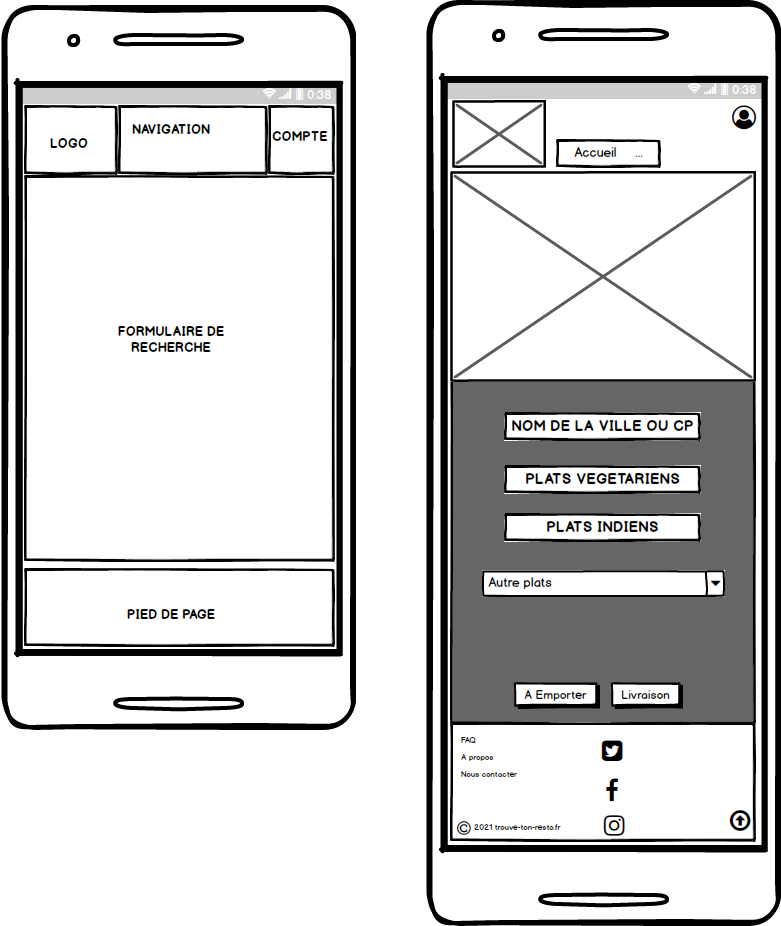 0:38
LOGO
NAVIGATION
COMPTE
FORMULAIRE DE
RECHERCHE
PIED DE PAGE
0:38
Accueil ...
NOM DE LA VILLE OU CP
PLATS VEGETARIENS
PLATS INDIENS
Autre plats
A Emporter
Livraison
FAQ
A propos
Nous contacter
© 2021 trouve-ton-resto.fr